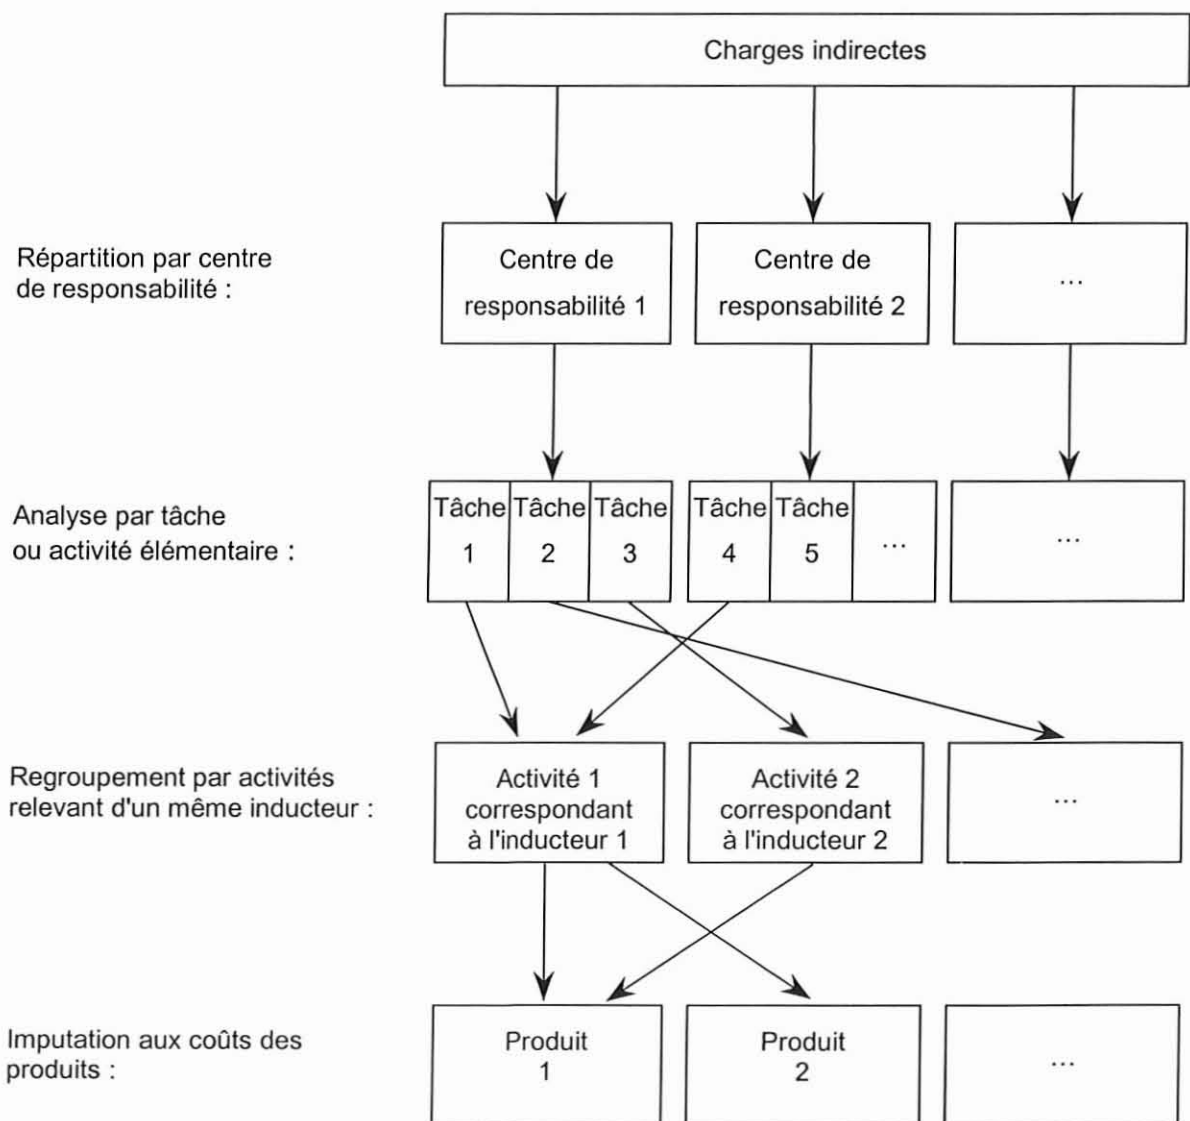 Charges indirectes
Répartition par centre
de responsabilité :
Centre de
responsabilité 1
Centre de
responsabilité 2
...
Analyse par tâche
ou activité élémentaire :
Tâche
1
Tâche
2
Tâche
3
Tâche
4
Tâche
5
...
...
Regroupement par activités
relevant d'un même inducteur :
Activité 1
correspondant
à l'inducteur 1
Activité 2
correspondant
à l'inducteur 2
...
Imputation aux coûts des
produits :
Produit
1
Produit
2
...